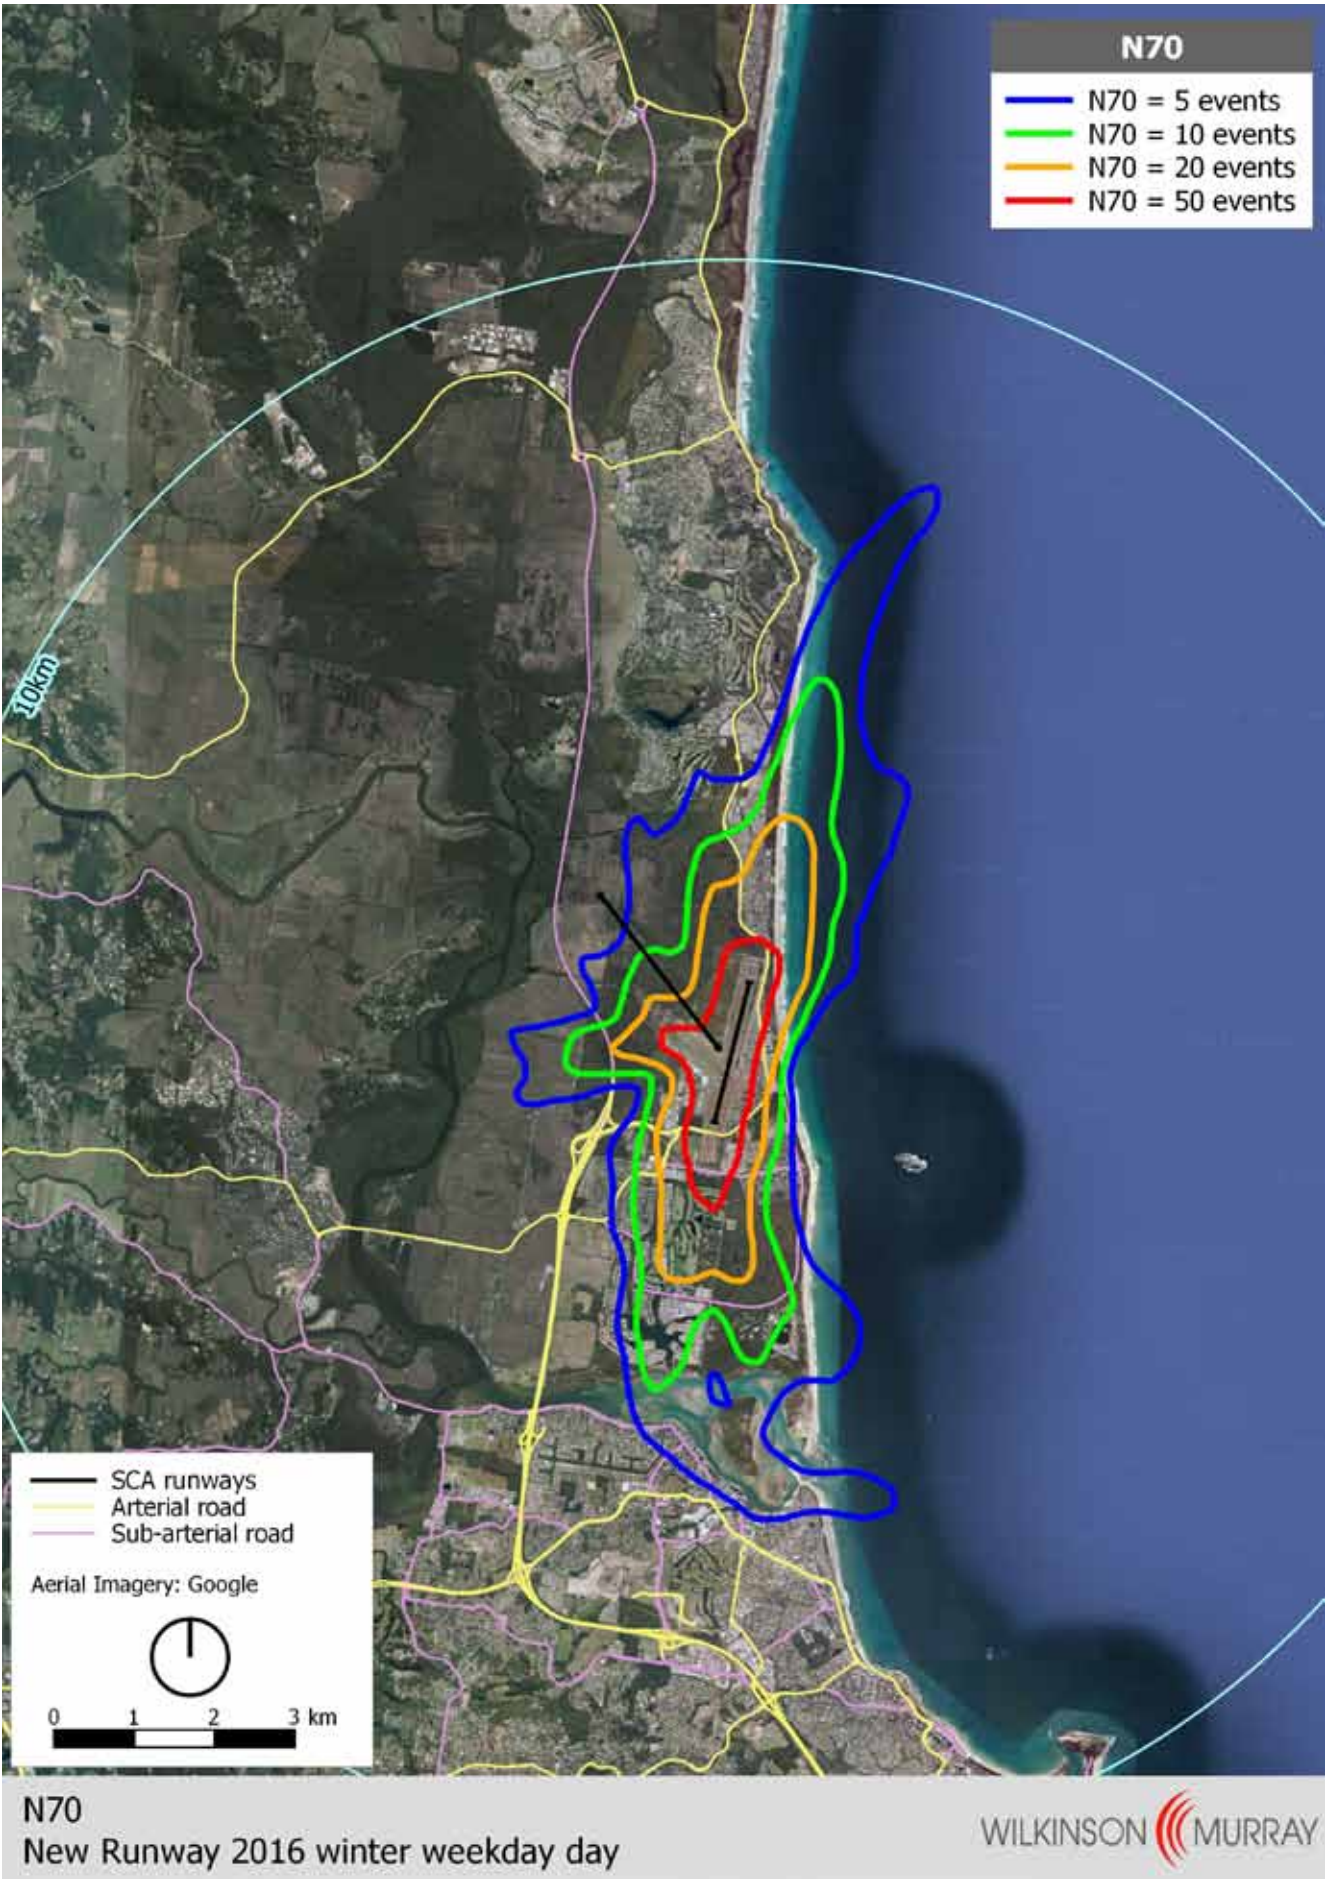 N70
N70 = 5 events
N70 = 10 events
N70 = 20 events
N70 = 50 events
10km
SCA runways
Arterial road
Sub-arterial road
Aerial Imagery: Google
0 1 2 3 km
N70
New Runway 2016 winter weekday day
WILKINSON MURRAY